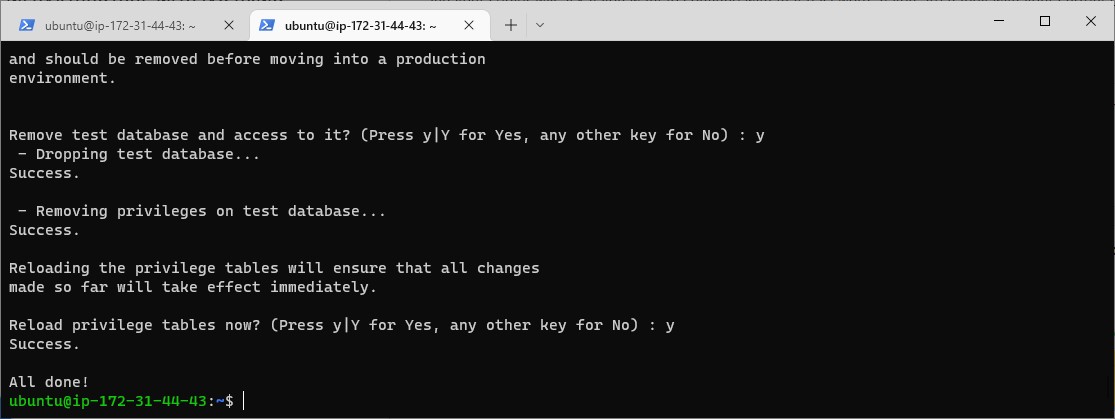 ubuntu@ip-172-31-44-43: ~
ubuntu@ip-172-31-44-43: ~
and should be removed before moving into a production
environment.
Remove test database and access to it? (Press y|Y for Yes, any other key for No) : y
 - Dropping test database...
Success.
 - Removing privileges on test database...
Success.
Reloading the privilege tables will ensure that all changes
made so far will take effect immediately.
Reload privilege tables now? (Press y|Y for Yes, any other key for No) : y
Success.
All done!
ubuntu@ip-172-31-44-43:~$